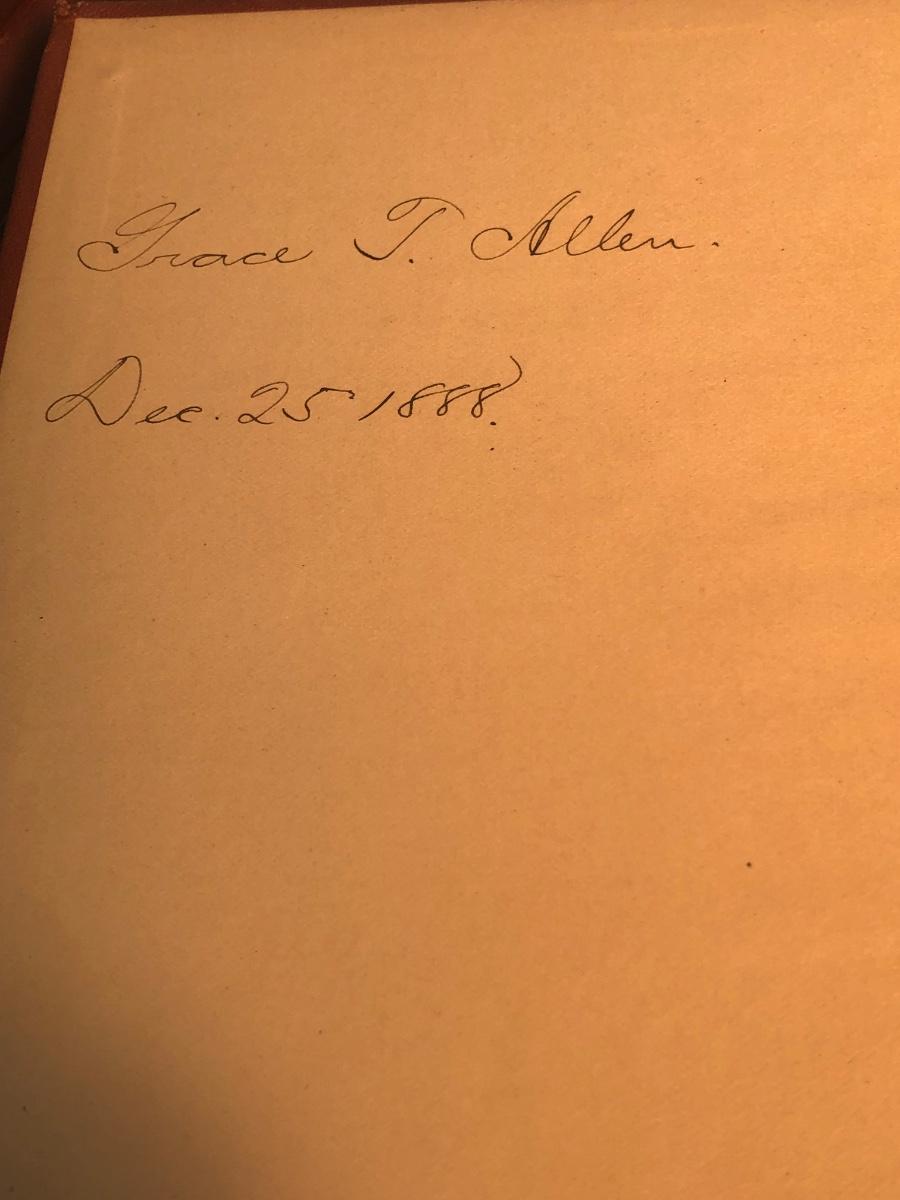 Grace T. Allen.
Dec. 25 1888.